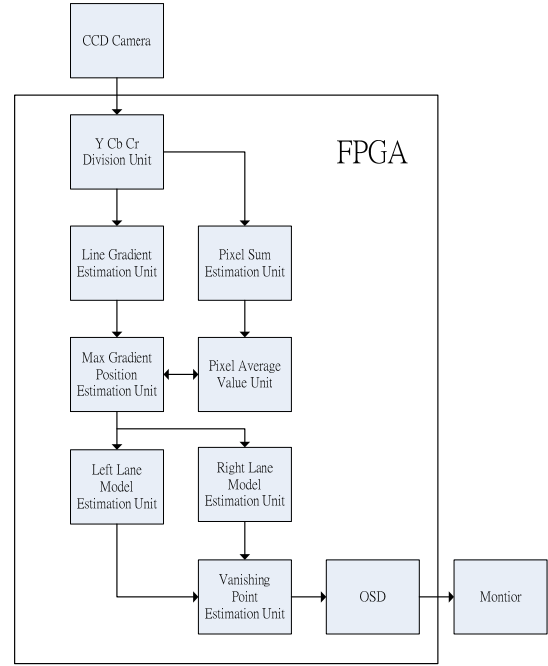 CCD Camera
FPGA
Y Cb Cr
Division Unit
Line Gradient
Estimation Unit
Pixel Sum
Estimation Unit
Max Gradient
Position
Estimation Unit
Pixel Average
Value Unit
Left Lane
Model
Estimation Unit
Right Lane
Model
Estimation Unit
Vanishing
Point
Estimation Unit
OSD
Montior